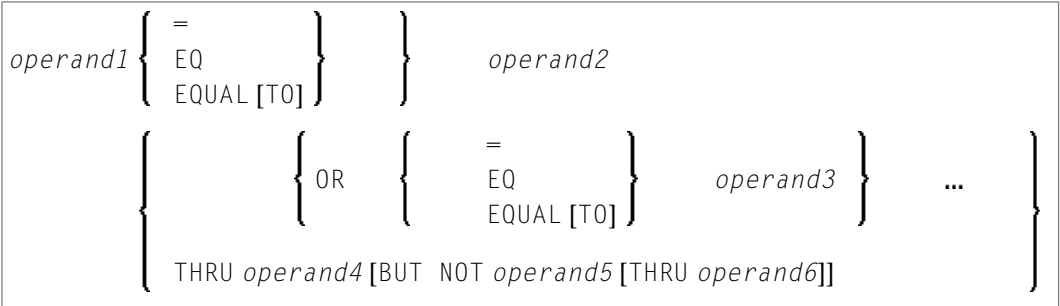 =
operand1 EQ operand2
EQUAL [TO]
=
OR EQ operand3 ...
EQUAL [TO]
THRU operand4 [BUT NOT operand5 [THRU operand6]]